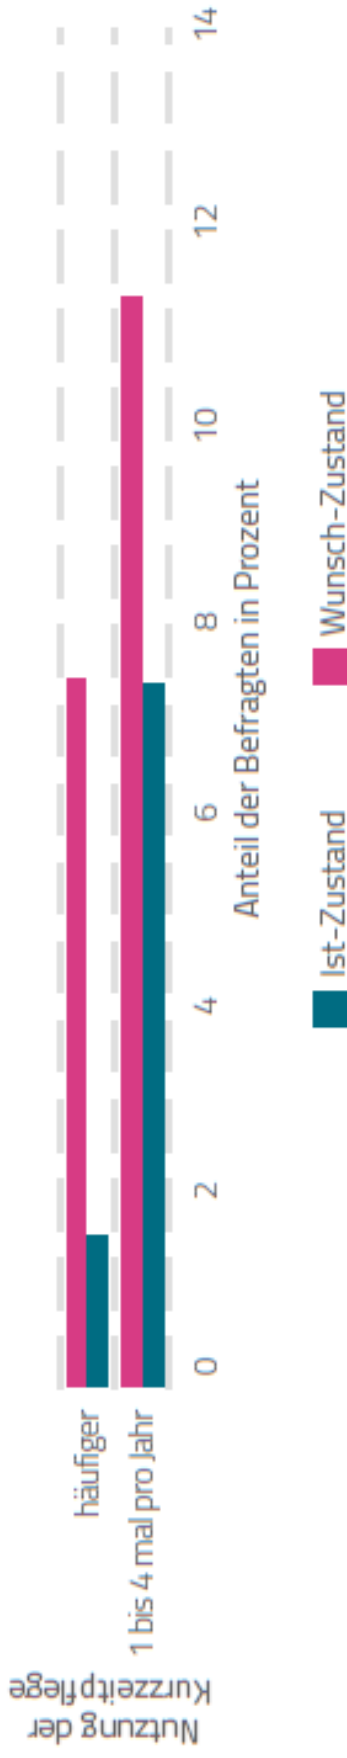 Nutzung der
Kurzzeitpflege
häufiger
1 bis 4 mal pro Jahr
0 2 4 6 8 10 12 14
Anteil der Befragten in Prozent
Ist-Zustand Wunsch-Zustand